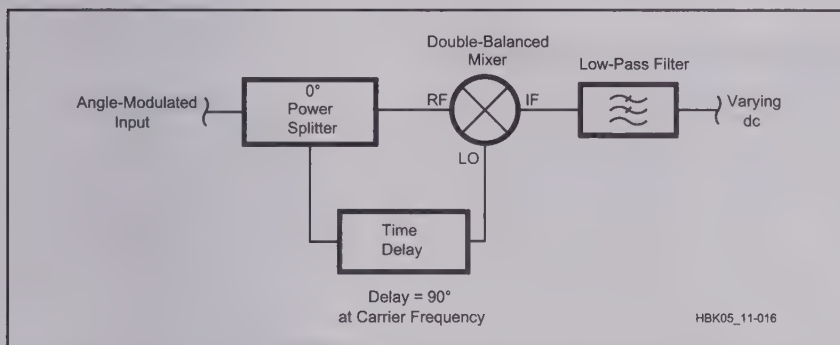 Double-Balanced
Mixer
Low-Pass Filter
Angle-Modulated
Input
0°
Power
Splitter
RF
IF
LO
Varying
dc
Time
Delay
Delay = 90°
at Carrier Frequency
HBK05_11-016